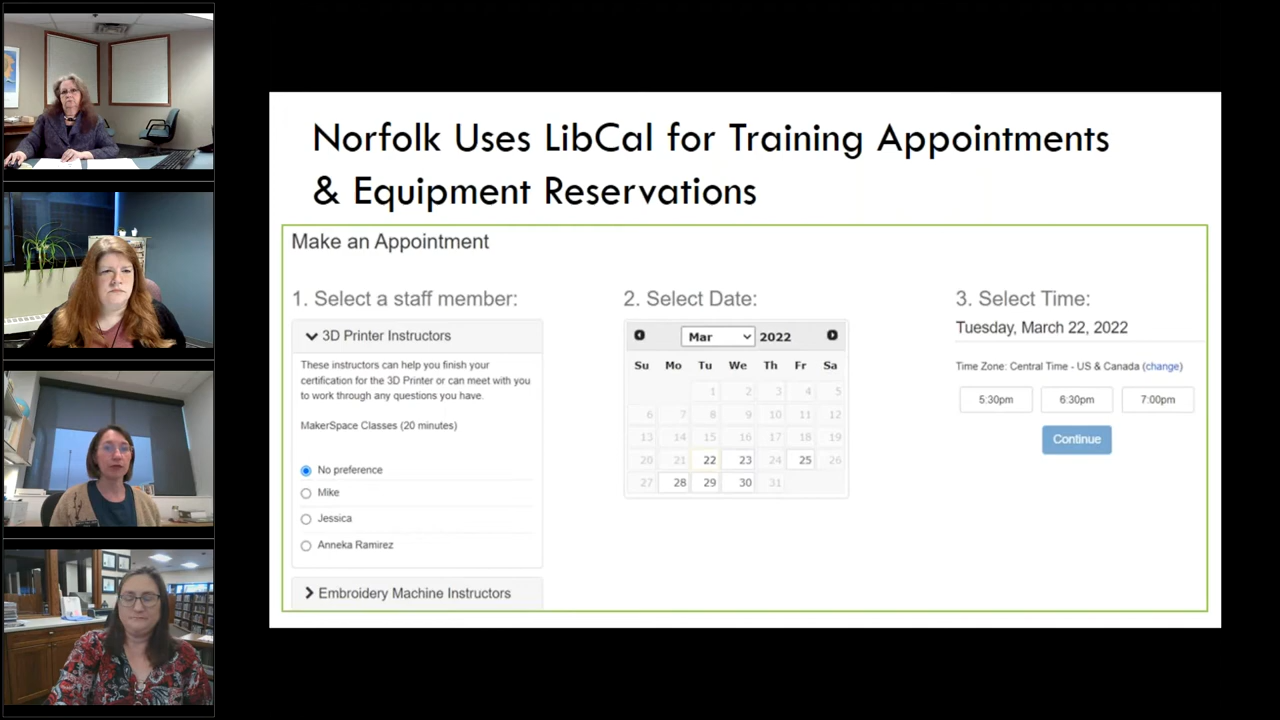 Norfolk Uses LibCal for Training Appointments
& Equipment Reservations
Make an Appointment
1. Select a staff member:
3D Printer Instructors
These instructors can help you finish your
certification for the 3D Printer or can meet with you
to work through any questions you have.
MakerSpace Classes (20 minutes)
No preference
Mike
Jessica
Anneka Ramirez
Embroidery Machine Instructors
2. Select Date:
Mar 2022
Su Mo Tu We Th Fr Sa
1 2 3 4 5
6 7 8 9 10 11 12
13 14 15 16 17 18 19
20 21 22 23 24 25 26
27 28 29 30 31
3. Select Time:
Tuesday, March 22, 2022
Time Zone: Central Time - US & Canada (change)
5:30pm 6:30pm 7:00pm
Continue